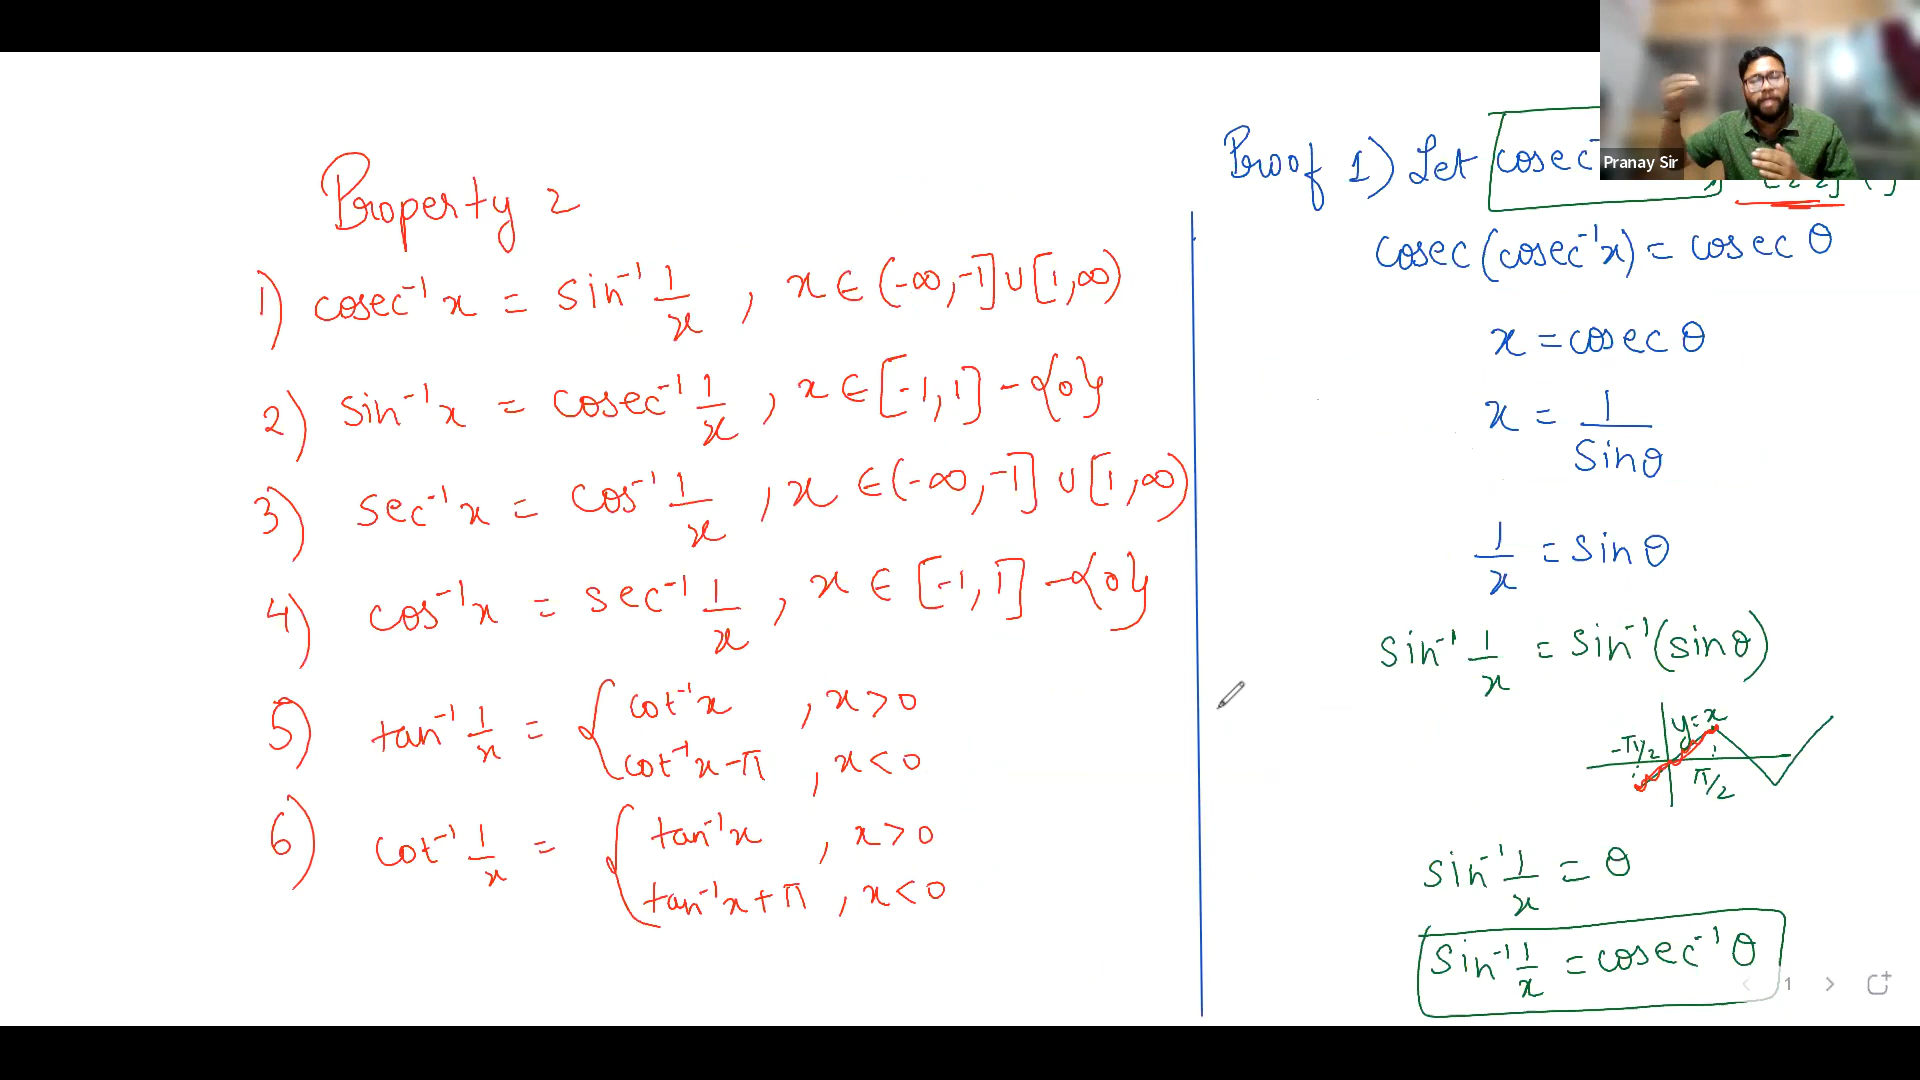 Property 2
1) cosec⁻¹x = sin⁻¹ 1/x , x ∈ (-∞,-1] ∪ [1,∞)
2) sin⁻¹x = cosec⁻¹ 1/x , x ∈ [-1,1] - {0}
3) sec⁻¹x = cos⁻¹ 1/x , x ∈ (-∞,-1] ∪ [1,∞)
4) cos⁻¹x = sec⁻¹ 1/x , x ∈ [-1,1] - {0}
5) tan⁻¹ 1/x = { cot⁻¹x , x > 0
cot⁻¹x - π , x < 0
6) cot⁻¹ 1/x = { tan⁻¹x , x > 0
tan⁻¹x + π , x < 0
Proof 1) Let cosec⁻
cosec (cosec⁻¹x) = cosec θ
x = cosec θ
x = 1/sinθ
1/x = sin θ
sin⁻¹ 1/x = sin⁻¹(sinθ)
y=x
-π/2
π/2
sin⁻¹ 1/x = θ
sin⁻¹ 1/x = cosec⁻¹ θ
Pranay Sir
1